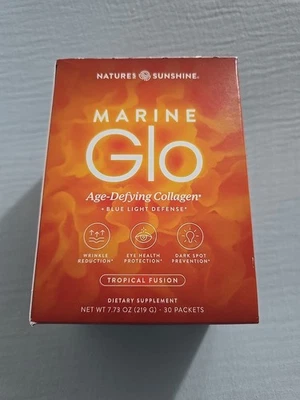 NATURE'S SUNSHINE®
MARINE
Glo
Age-Defying Collagen*
+ BLUE LIGHT DEFENSE*
WRINKLE REDUCTION*
EYE HEALTH PROTECTION*
DARK SPOT PREVENTION*
TROPICAL FUSION
DIETARY SUPPLEMENT
NET WT 7.73 OZ (219 G) · 30 PACKETS